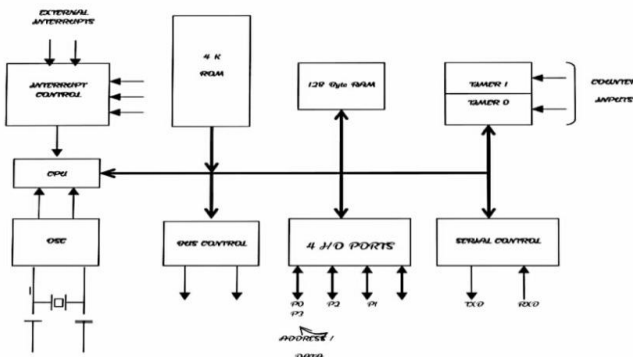 EXTERNAL
INTERRUPTS
INTERRUPT
CONTROL
4 K
ROM
128 Byte RAM
TIMER 1
TIMER 0
COUNTER
INPUTS
CPU
OSC
BUS CONTROL
4 I/O PORTS
SERIAL CONTROL
P0 P2 P1
P3
TXD RXD
ADDRESS /
DATA